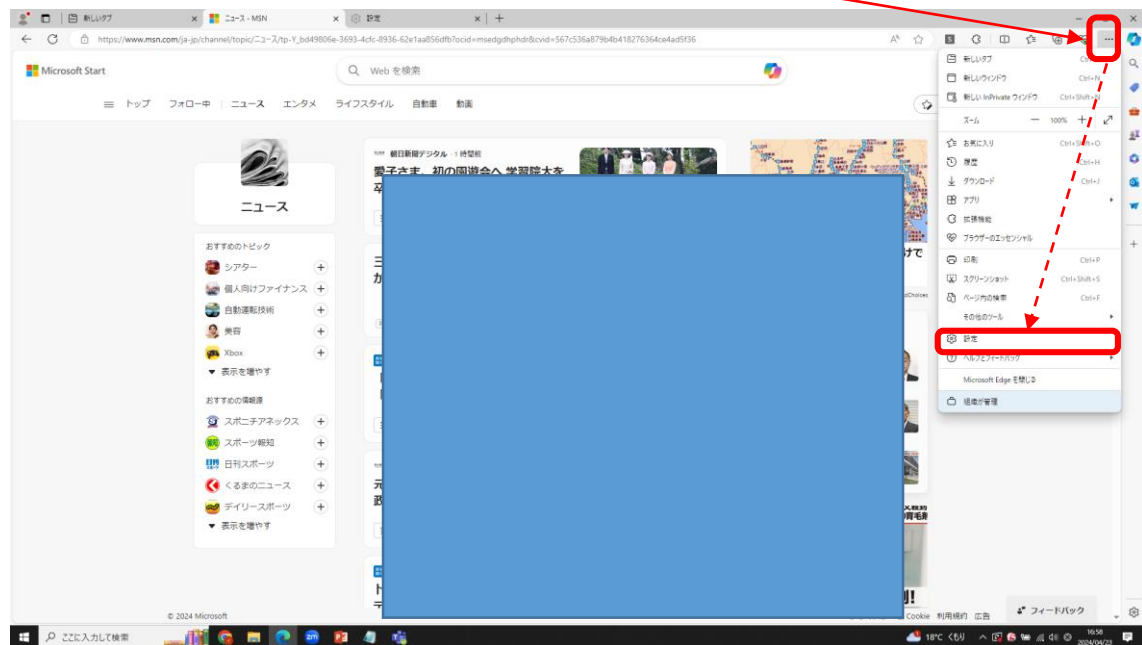 新しいタブ
ニュース - MSN
設定
https://www.msn.com/ja-jp/channel/topic/ニュース/tp-Y_bd49806e-3693-4cfc-8936-62e1aa856dfb?ocid=msedgdhphdr&cvid=567c536a879b4b418276364ce4ad5f36
Microsoft Start
Web を検索
トップ フォロー中 ニュース エンタメ ライフスタイル 自動車 動画
ニュース
おすすめのトピック
シアター
個人向けファイナンス
自動運転技術
美容
Xbox
表示を増やす
おすすめの情報源
スポニチアネックス
スポーツ報知
日刊スポーツ
くるまのニュース
デイリースポーツ
表示を増やす
朝日新聞デジタル · 1 時間前
愛子さま、初の園遊会へ 学習院大を
卒
三
か
元
政
ト
けで
新しいタブ
新しいウィンドウ Ctrl+N
新しい InPrivate ウィンドウ Ctrl+Shift+N
ズーム 100%
お気に入り Ctrl+Shift+O
履歴 Ctrl+H
ダウンロード Ctrl+J
アプリ
拡張機能
ブラウザーのエッセンシャル
印刷 Ctrl+P
スクリーンショット Ctrl+Shift+S
ページ内の検索 Ctrl+F
その他のツール
設定
ヘルプとフィードバック
Microsoft Edge を閉じる
組織が管理
© 2024 Microsoft
Cookie 利用規約 広告
フィードバック
ここに入力して検索
18°C くもり
16:58
2024/04/23